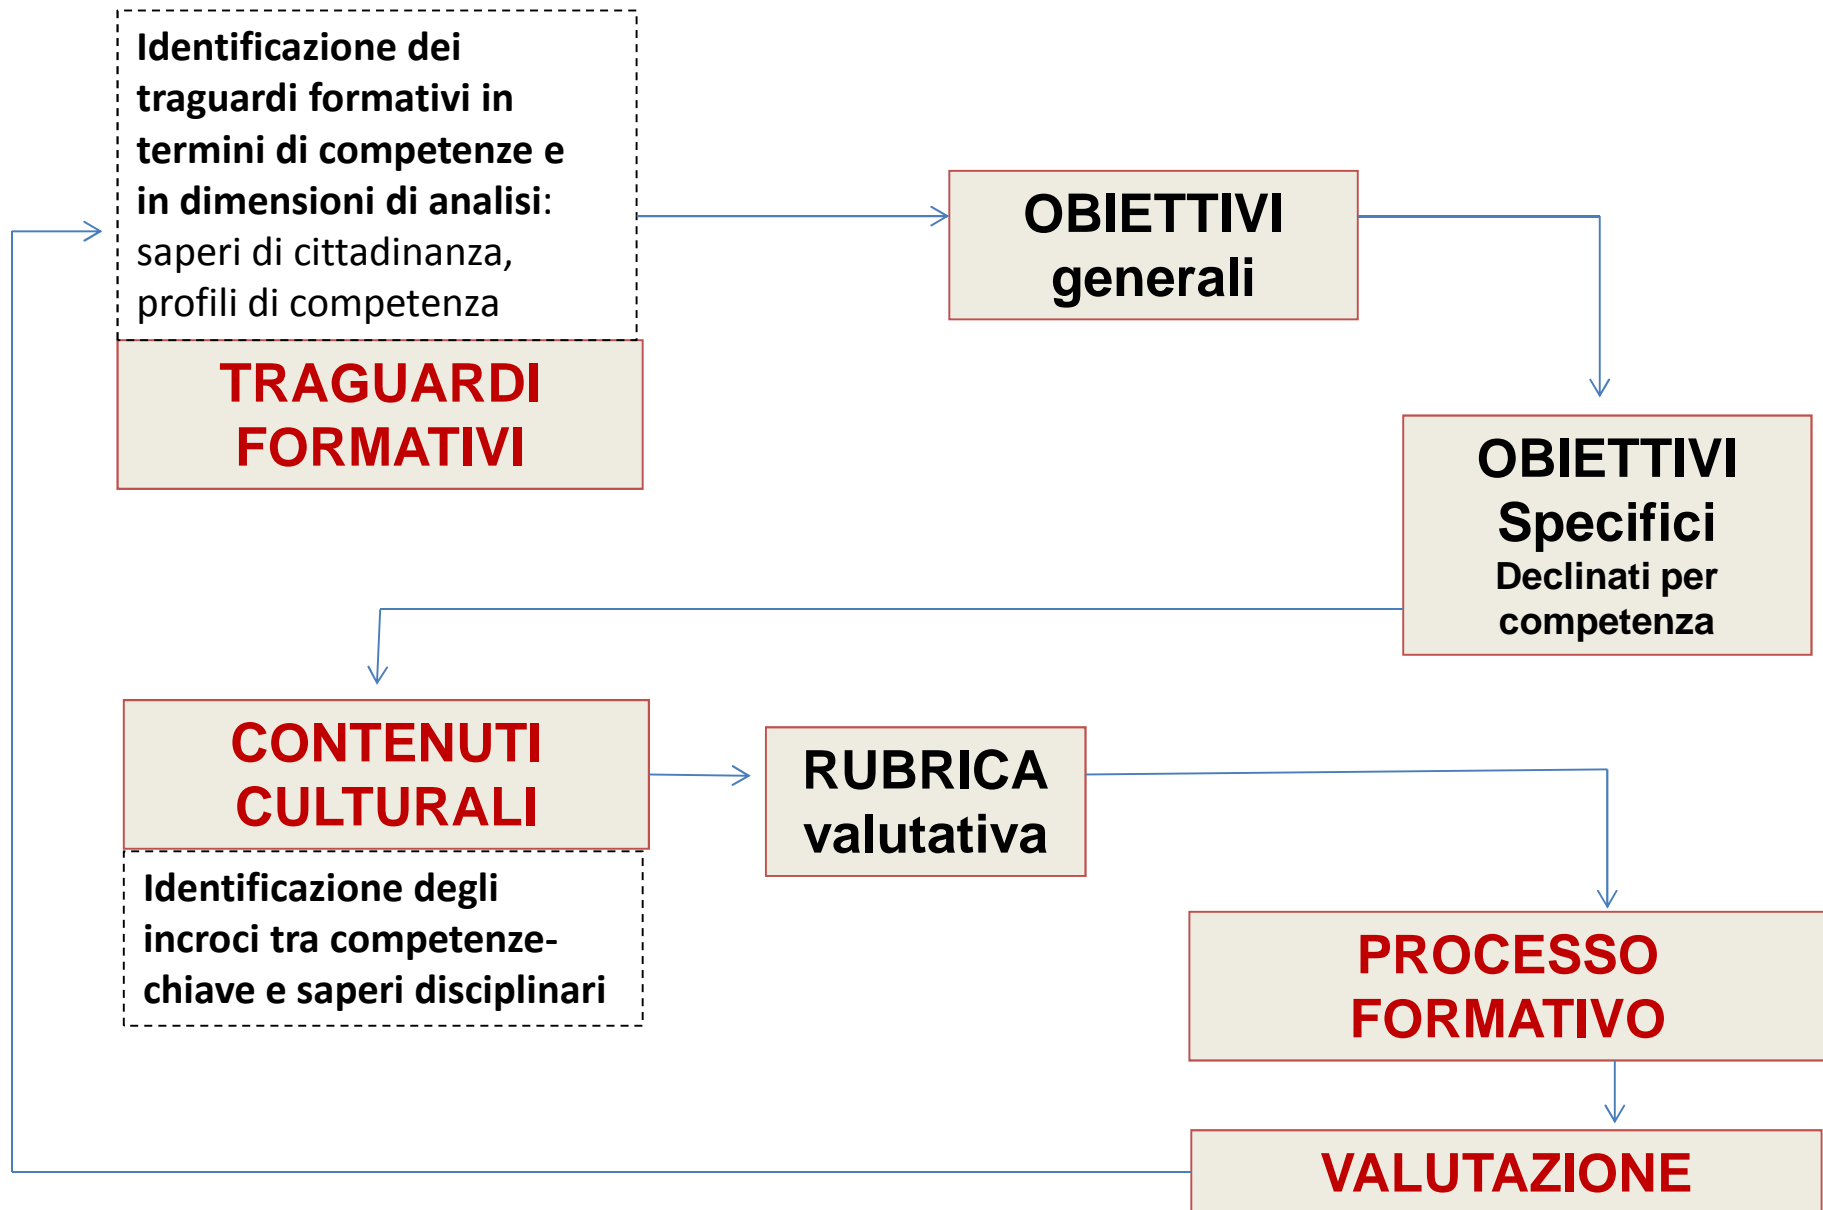 Identificazione dei
traguardi formativi in
termini di competenze e
in dimensioni di analisi:
saperi di cittadinanza,
profili di competenza
TRAGUARDI
FORMATIVI
OBIETTIVI
generali
OBIETTIVI
Specifici
Declinati per
competenza
CONTENUTI
CULTURALI
Identificazione degli
incroci tra competenze-
chiave e saperi disciplinari
RUBRICA
valutativa
PROCESSO
FORMATIVO
VALUTAZIONE